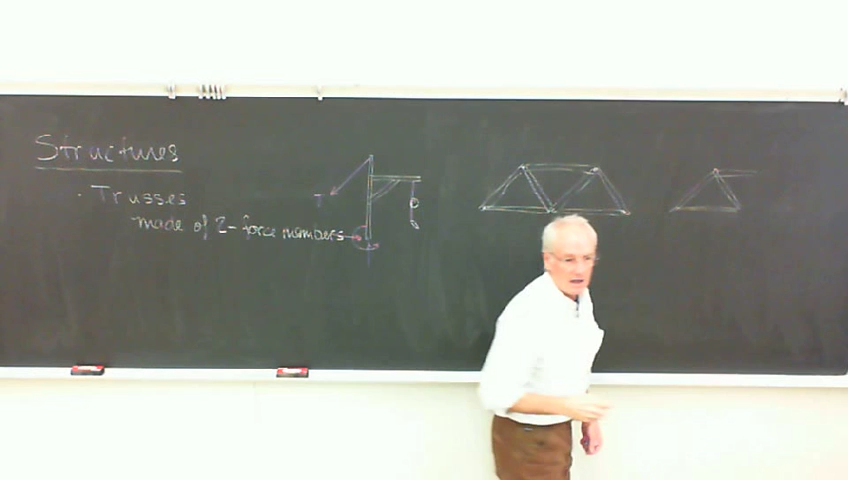 Structures
· Trusses
made of 2-force members
T